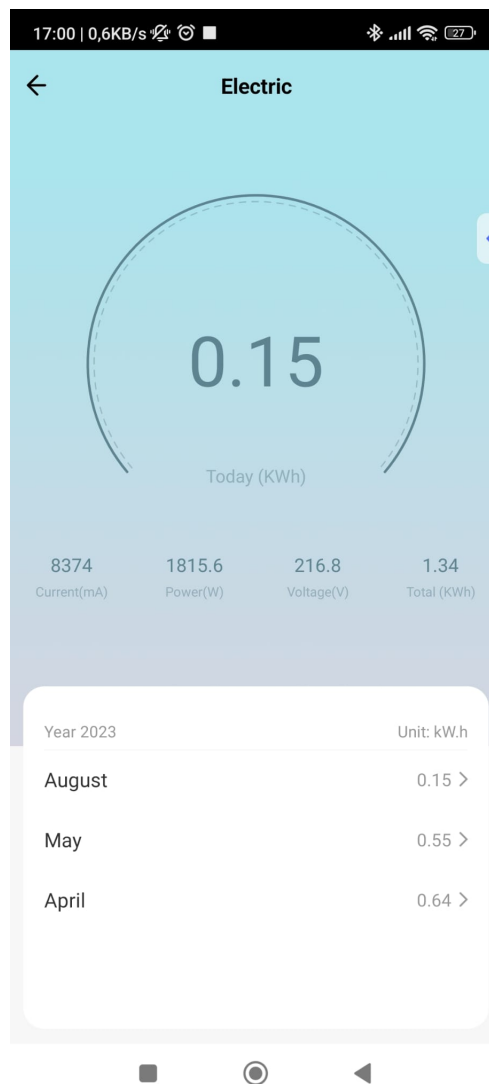 17:00 | 0,6KB/s
27
Electric
0.15
Today (KWh)
8374 1815.6 216.8 1.34
Current(mA) Power(W) Voltage(V) Total (KWh)
Year 2023 Unit: kW.h
August 0.15
May 0.55
April 0.64